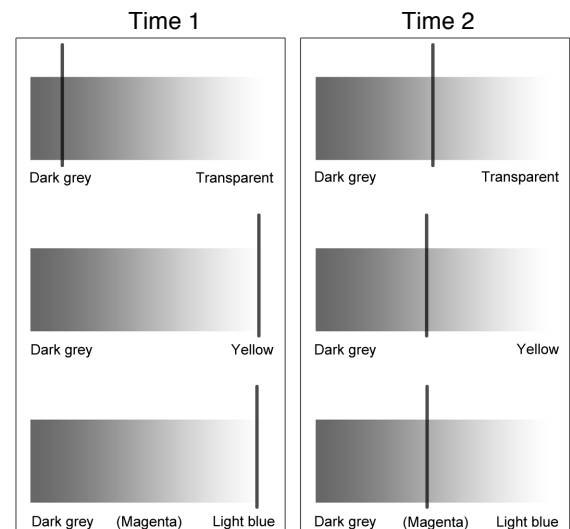 Time 1 Time 2
Dark grey Transparent Dark grey Transparent
Dark grey Yellow Dark grey Yellow
Dark grey (Magenta) Light blue Dark grey (Magenta) Light blue